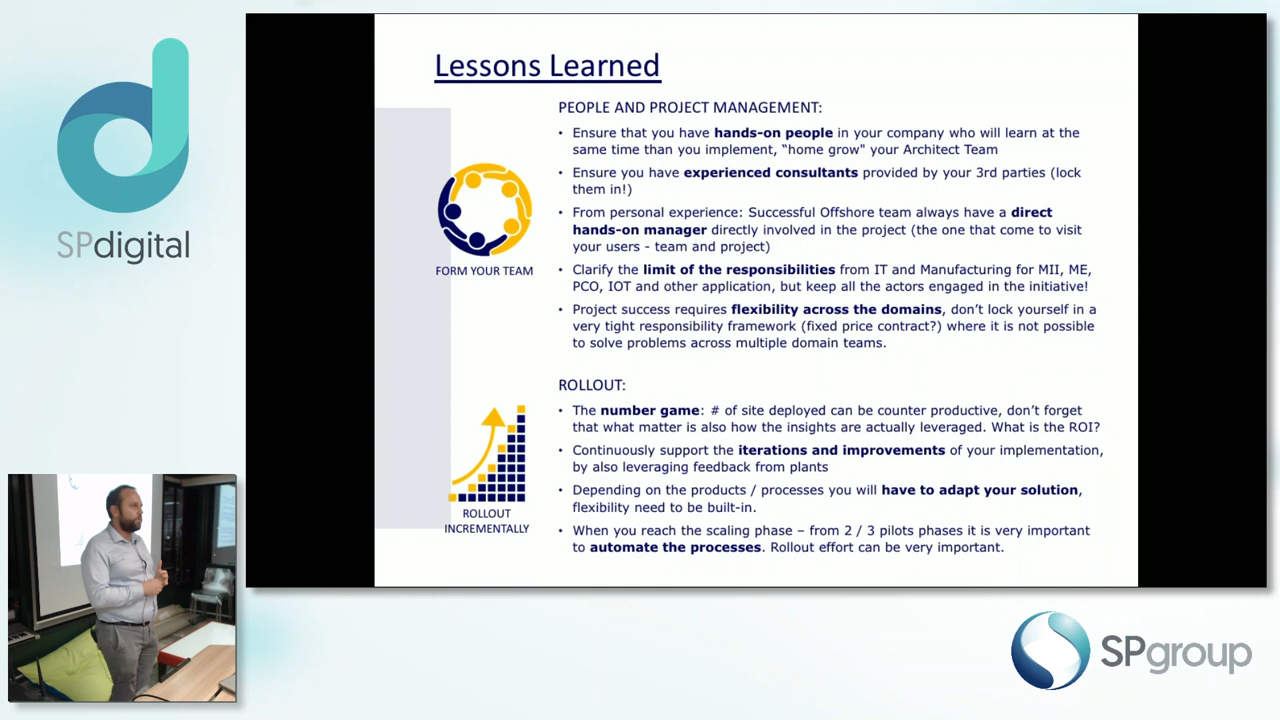 SPdigital
Lessons Learned
PEOPLE AND PROJECT MANAGEMENT:
• Ensure that you have hands-on people in your company who will learn at the
same time than you implement, “home grow" your Architect Team
• Ensure you have experienced consultants provided by your 3rd parties (lock
them in!)
• From personal experience: Successful Offshore team always have a direct
hands-on manager directly involved in the project (the one that come to visit
your users - team and project)
FORM YOUR TEAM
• Clarify the limit of the responsibilities from IT and Manufacturing for MII, ME,
PCO, IOT and other application, but keep all the actors engaged in the initiative!
• Project success requires flexibility across the domains, don’t lock yourself in a
very tight responsibility framework (fixed price contract?) where it is not possible
to solve problems across multiple domain teams.
ROLLOUT:
• The number game: # of site deployed can be counter productive, don’t forget
that what matter is also how the insights are actually leveraged. What is the ROI?
• Continuously support the iterations and improvements of your implementation,
by also leveraging feedback from plants
• Depending on the products / processes you will have to adapt your solution,
flexibility need to be built-in.
ROLLOUT
INCREMENTALLY
• When you reach the scaling phase – from 2 / 3 pilots phases it is very important
to automate the processes. Rollout effort can be very important.
SPgroup